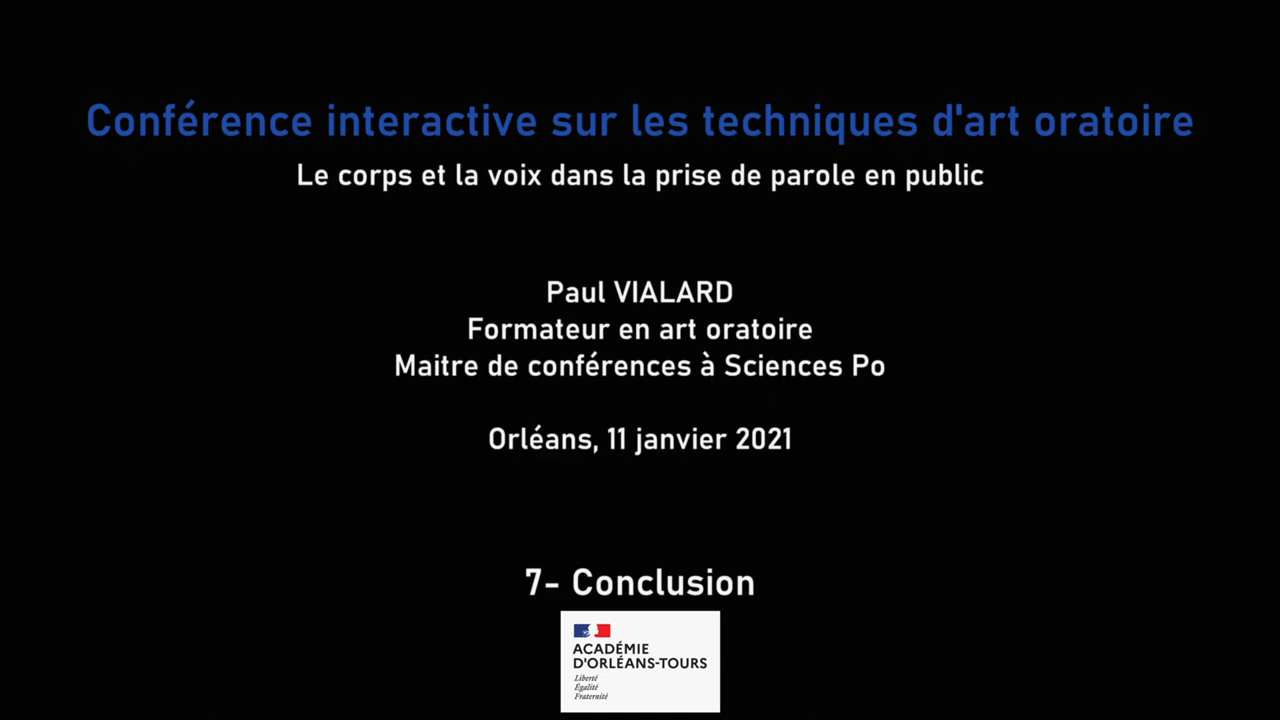 Conférence interactive sur les techniques d'art oratoire
Le corps et la voix dans la prise de parole en public
Paul VIALARD
Formateur en art oratoire
Maitre de conférences à Sciences Po
Orléans, 11 janvier 2021
7- Conclusion
ACADÉMIE
D'ORLÉANS-TOURS
Liberté
Égalité
Fraternité